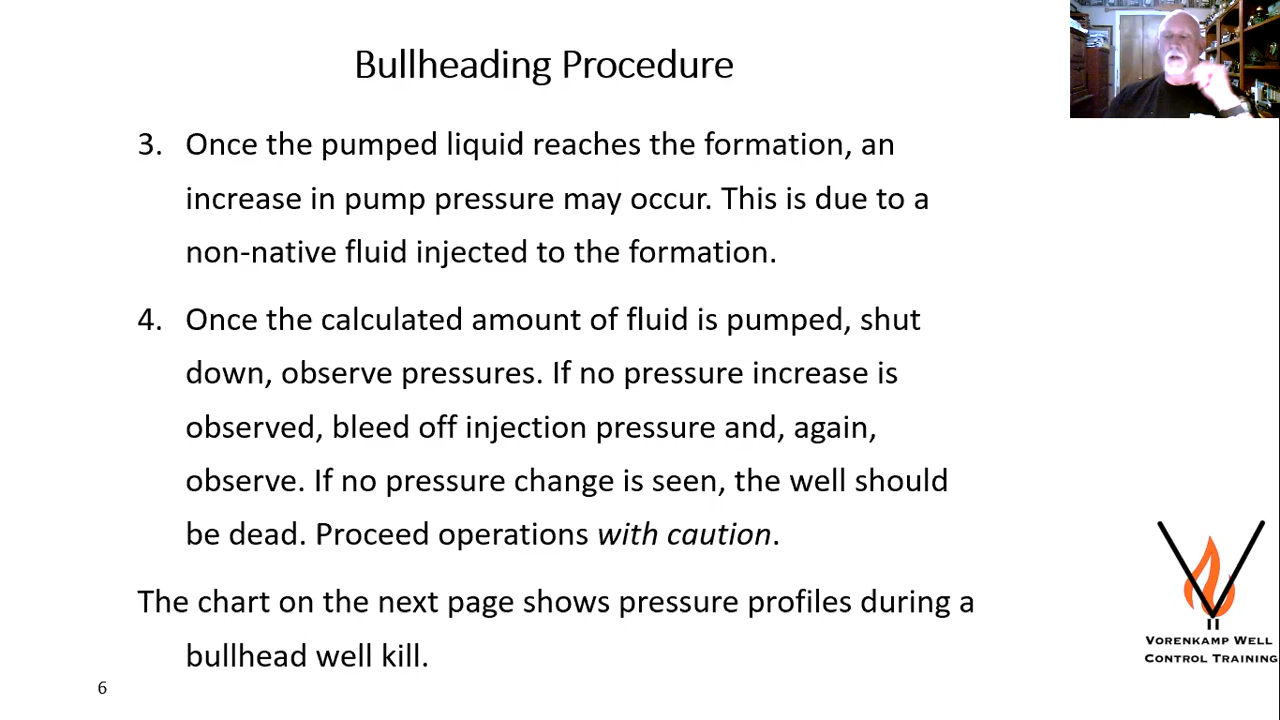 Bullheading Procedure
3. Once the pumped liquid reaches the formation, an
increase in pump pressure may occur. This is due to a
non-native fluid injected to the formation.
4. Once the calculated amount of fluid is pumped, shut
down, observe pressures. If no pressure increase is
observed, bleed off injection pressure and, again,
observe. If no pressure change is seen, the well should
be dead. Proceed operations with caution.
The chart on the next page shows pressure profiles during a
bullhead well kill.
6
Vorenkamp Well
Control Training